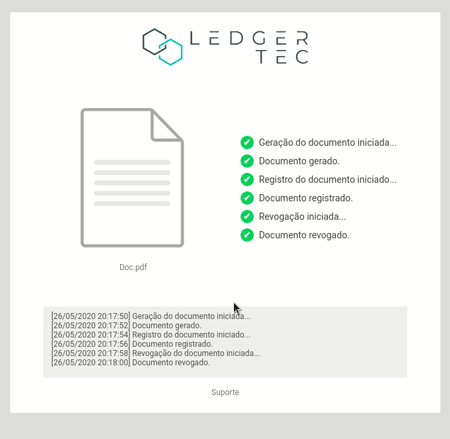 LEDGER
TEC
Geração do documento iniciada...
Documento gerado.
Registro do documento iniciado...
Documento registrado.
Revogação iniciada...
Documento revogado.
Doc.pdf
[26/05/2020 20:17:50] Geração do documento iniciada...
[26/05/2020 20:17:52] Documento gerado.
[26/05/2020 20:17:54] Registro do documento iniciado...
[26/05/2020 20:17:56] Documento registrado.
[26/05/2020 20:17:58] Revogação do documento iniciada...
[26/05/2020 20:18:00] Documento revogado.
Suporte